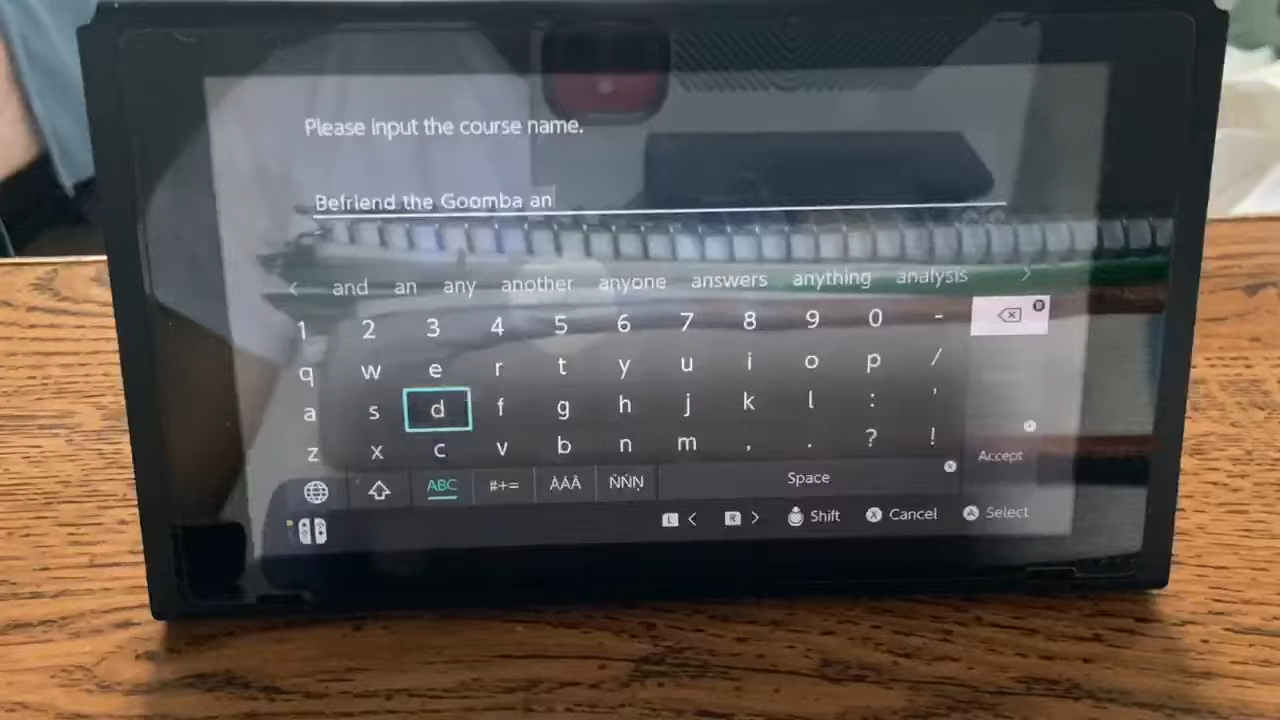 Please input the course name.
Befriend the Goomba an
< and an any another anyone answers anything analysis >
1 2 3 4 5 6 7 8 9 0 -
q w e r t y u i o p /
a s d f g h j k l : '
z x c v b n m , . ? !
Accept
ABC #+= ÀÁÂ ÑŃŅ Space
L < R > Shift X Cancel A Select